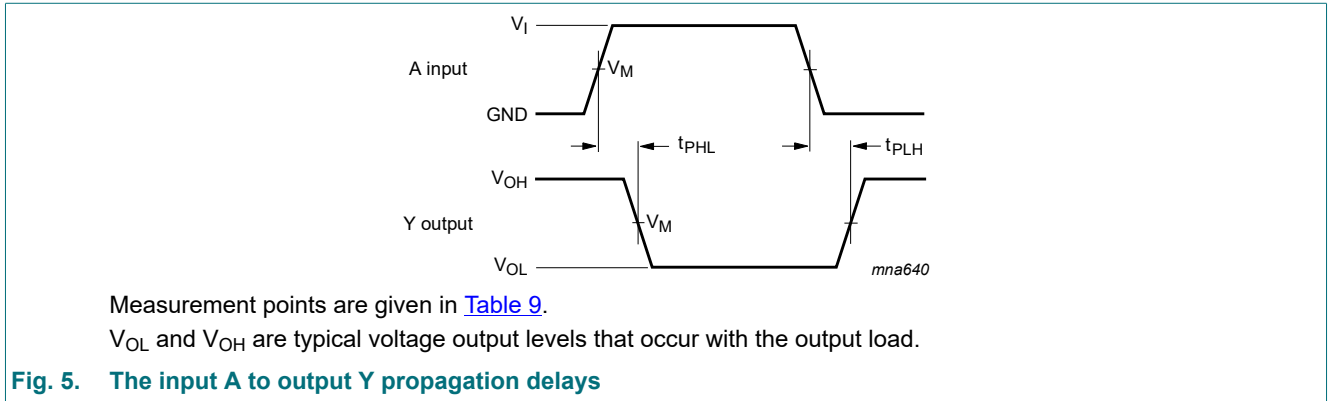 V_I
A input
V_M
GND
t_PHL
t_PLH
V_OH
Y output
V_M
V_OL
mna640
Measurement points are given in Table 9.
V_OL and V_OH are typical voltage output levels that occur with the output load.
Fig. 5. The input A to output Y propagation delays